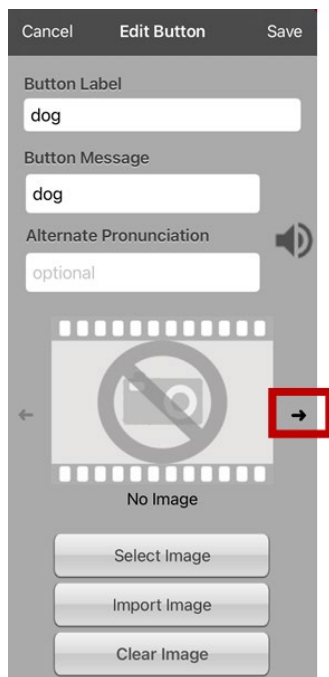 Cancel Edit Button Save
Button Label
dog
Button Message
dog
Alternate Pronunciation
optional
No Image
Select Image
Import Image
Clear Image